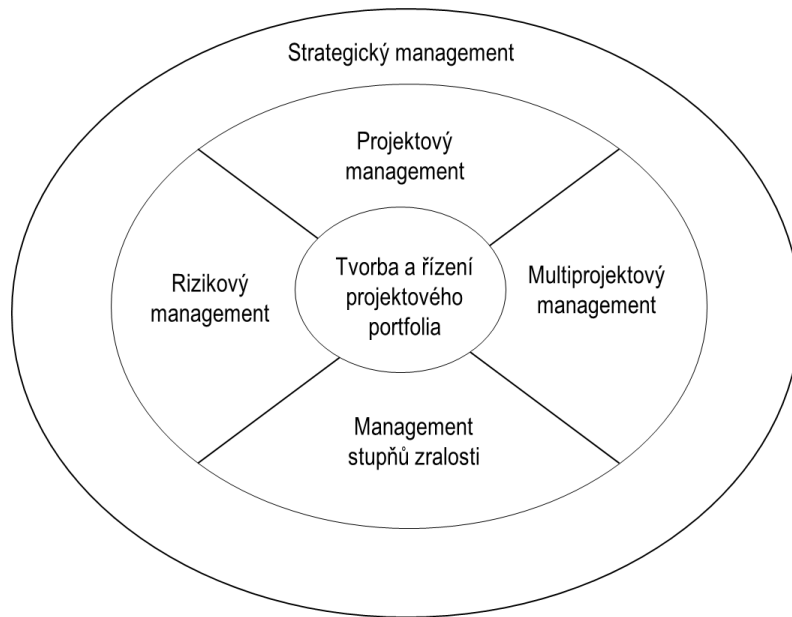 Strategický management
Projektový
management
Rizikový
management
Tvorba a řízení
projektového
portfolia
Multiprojektový
management
Management
stupňů zralosti